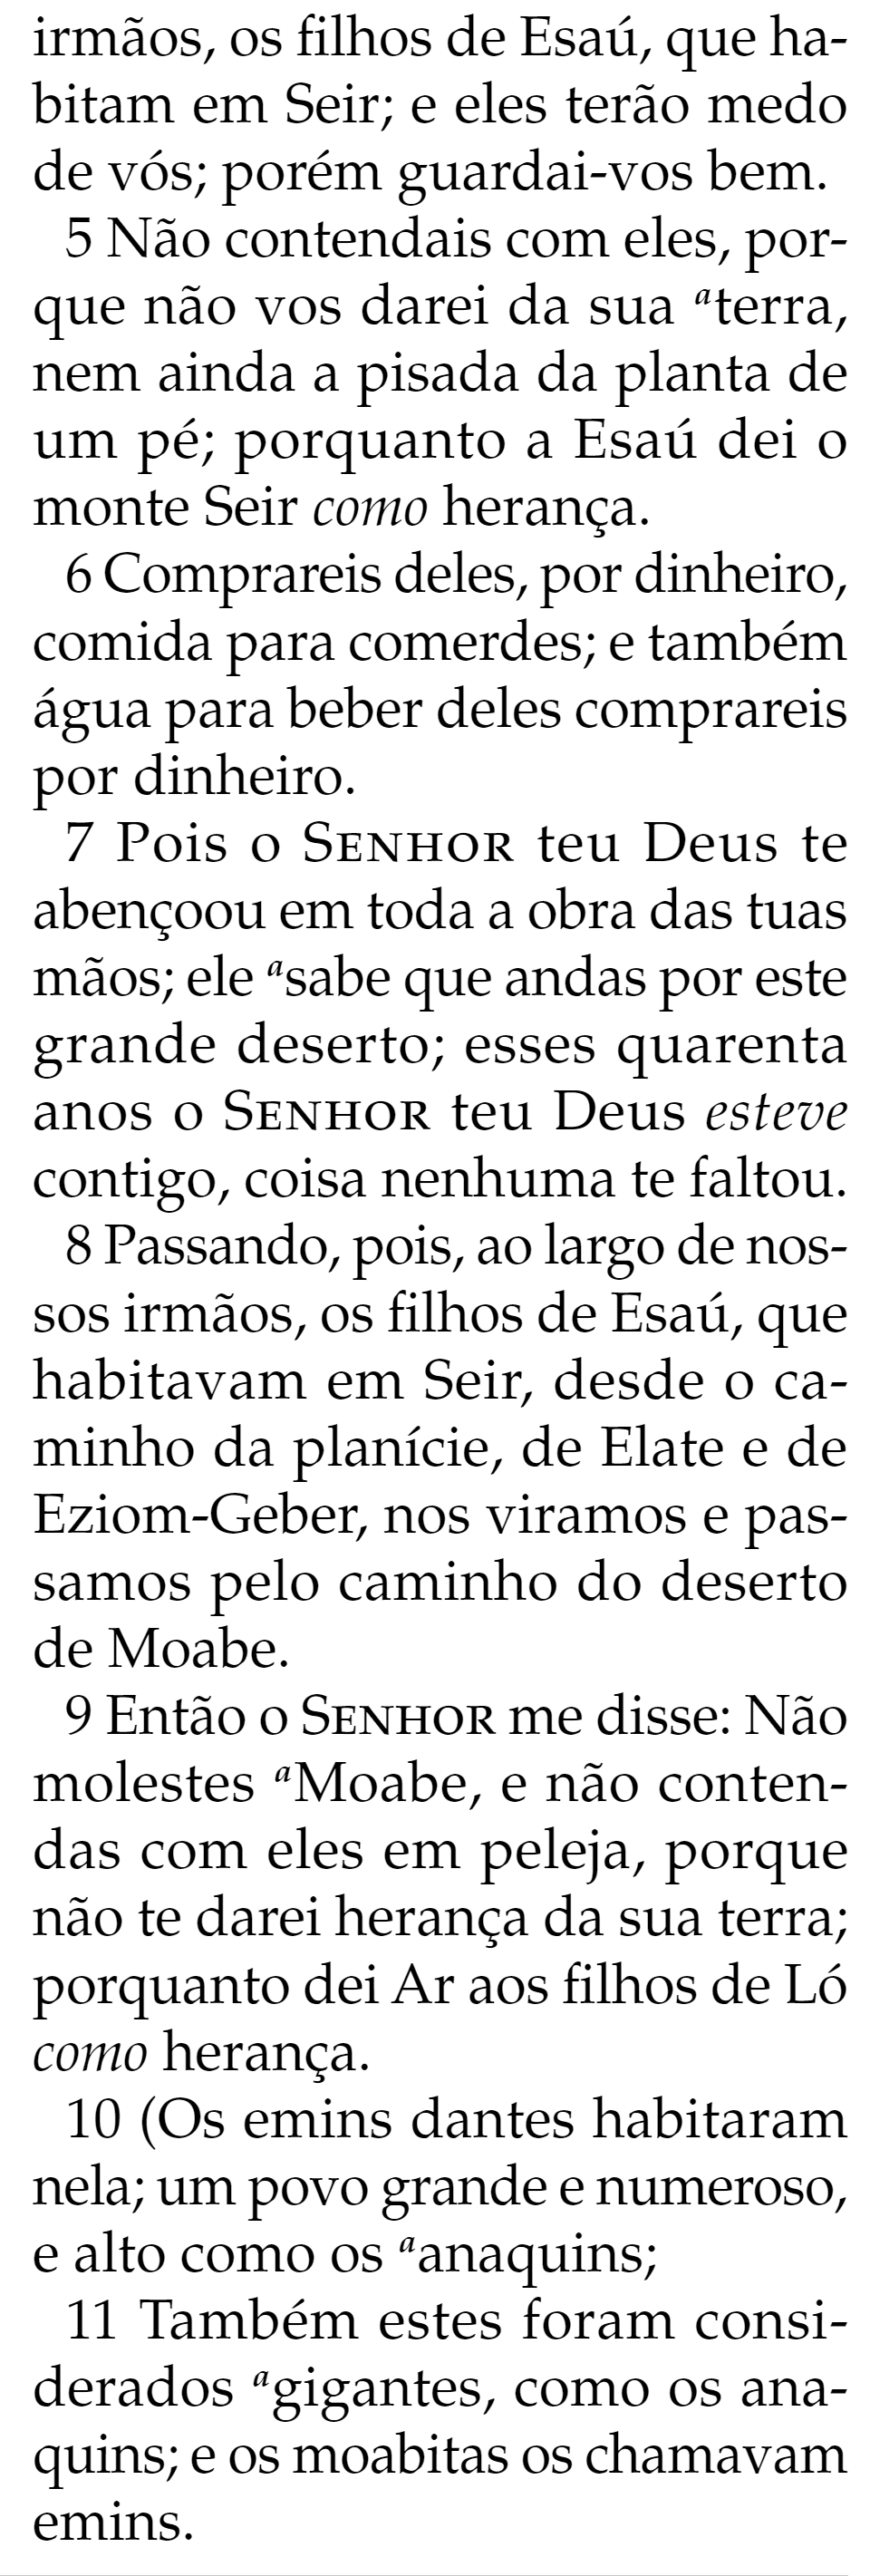 irmãos, os filhos de Esaú, que ha-
bitam em Seir; e eles terão medo
de vós; porém guardai-vos bem.
5 Não contendais com eles, por-
que não vos darei da sua ᵃterra,
nem ainda a pisada da planta de
um pé; porquanto a Esaú dei o
monte Seir como herança.
6 Comprareis deles, por dinheiro,
comida para comerdes; e também
água para beber deles comprareis
por dinheiro.
7 Pois o SENHOR teu Deus te
abençoou em toda a obra das tuas
mãos; ele ᵃsabe que andas por este
grande deserto; esses quarenta
anos o SENHOR teu Deus esteve
contigo, coisa nenhuma te faltou.
8 Passando, pois, ao largo de nos-
sos irmãos, os filhos de Esaú, que
habitavam em Seir, desde o ca-
minho da planície, de Elate e de
Eziom-Geber, nos viramos e pas-
samos pelo caminho do deserto
de Moabe.
9 Então o SENHOR me disse: Não
molestes ᵃMoabe, e não conten-
das com eles em peleja, porque
não te darei herança da sua terra;
porquanto dei Ar aos filhos de Ló
como herança.
10 (Os emins dantes habitaram
nela; um povo grande e numeroso,
e alto como os ᵃanaquins;
11 Também estes foram consi-
derados ᵃgigantes, como os ana-
quins; e os moabitas os chamavam
emins.